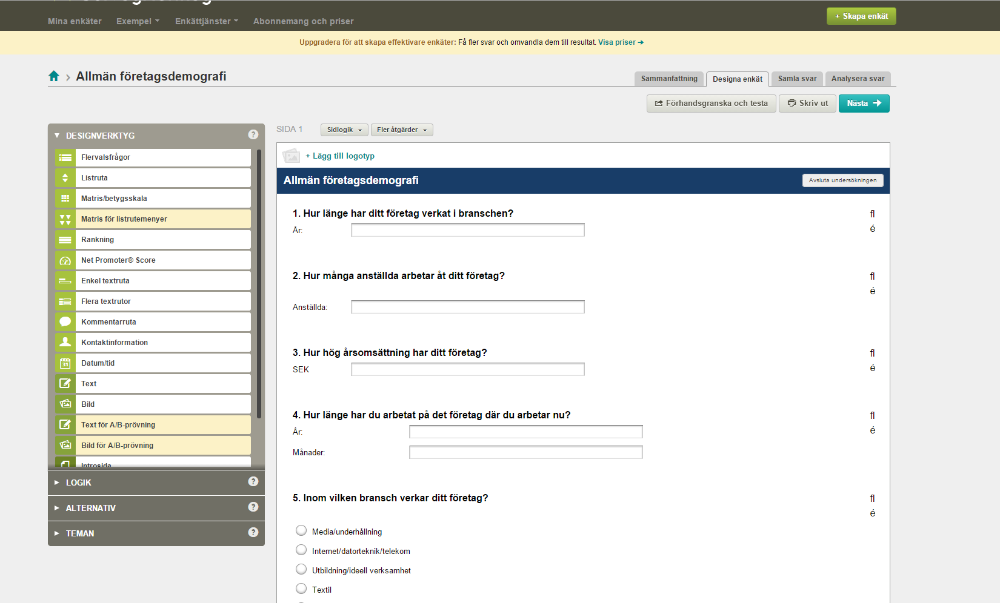 Mina enkäter Exempel Enkättjänster Abonnemang och priser
+ Skapa enkät
Uppgradera för att skapa effektivare enkäter: Få fler svar och omvandla dem till resultat. Visa priser
Allmän företagsdemografi
Sammanfattning Designa enkät Samla svar Analysera svar
Förhandsgranska och testa Skriv ut Nästa
DESIGNVERKTYG ?
Flervalsfrågor
Listruta
Matris/betygsskala
Matris för listrutemenyer
Rankning
Net Promoter® Score
Enkel textruta
Flera textrutor
Kommentarruta
Kontaktinformation
31 Datum/tid
Text
Bild
Text för A/B-prövning
Bild för A/B-prövning
Introsida
LOGIK ?
ALTERNATIV ?
TEMAN ?
SIDA 1 Sidlogik Fler åtgärder
+ Lägg till logotyp
Allmän företagsdemografi Avsluta undersökningen
1. Hur länge har ditt företag verkat i branschen? fl
År: é
2. Hur många anställda arbetar åt ditt företag? fl
é
Anställda:
3. Hur hög årsomsättning har ditt företag? fl
SEK é
4. Hur länge har du arbetat på det företag där du arbetar nu? fl
År: é
Månader:
5. Inom vilken bransch verkar ditt företag? fl
é
Media/underhållning
Internet/datorteknik/telekom
Utbildning/ideell verksamhet
Textil